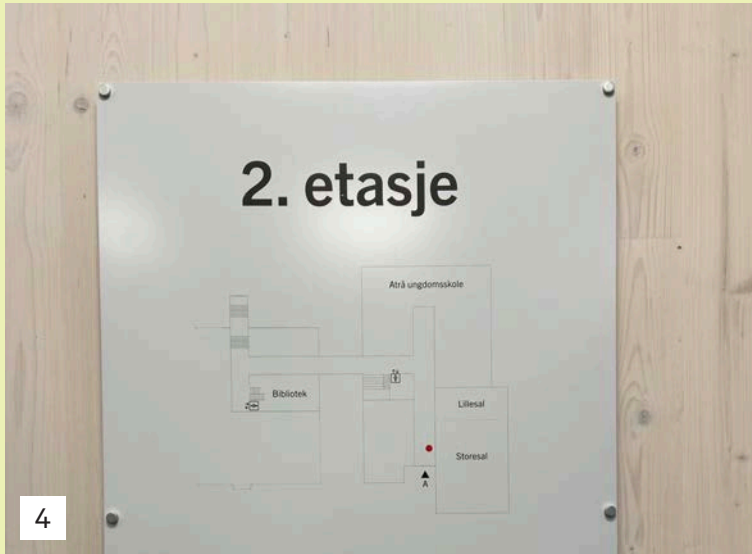 2. etasje
Atrå ungdomsskole
Bibliotek
Lillesal
Storesal
A
4